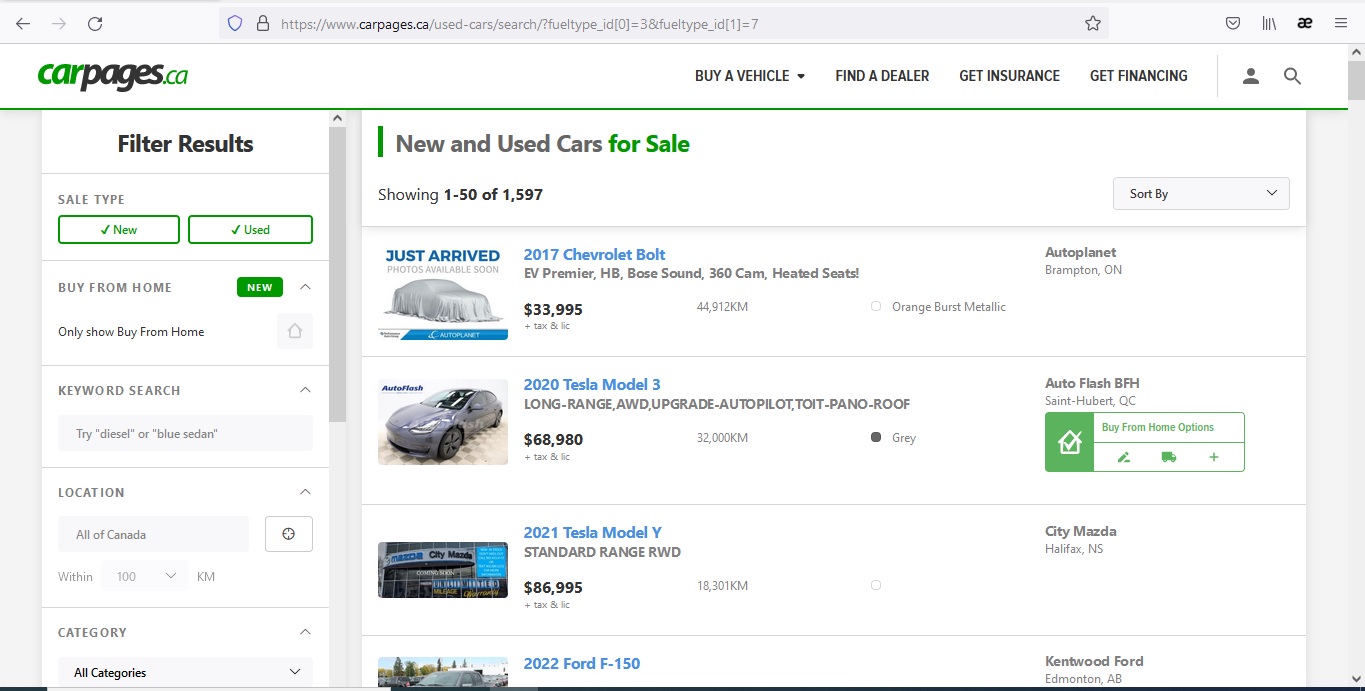 https://www.carpages.ca/used-cars/search/?fueltype_id[0]=3&fueltype_id[1]=7
carpages.ca
BUY A VEHICLE
FIND A DEALER
GET INSURANCE
GET FINANCING
Filter Results
SALE TYPE
✓ New
✓ Used
BUY FROM HOME
NEW
Only show Buy From Home
KEYWORD SEARCH
Try "diesel" or "blue sedan"
LOCATION
All of Canada
Within 100 KM
CATEGORY
All Categories
New and Used Cars for Sale
Showing 1-50 of 1,597
Sort By
JUST ARRIVED
PHOTOS AVAILABLE SOON
AUTOPLANET
2017 Chevrolet Bolt
EV Premier, HB, Bose Sound, 360 Cam, Heated Seats!
$33,995
+ tax & lic
44,912KM
Orange Burst Metallic
Autoplanet
Brampton, ON
AutoFlash
2020 Tesla Model 3
LONG-RANGE,AWD,UPGRADE-AUTOPILOT,TOIT-PANO-ROOF
$68,980
+ tax & lic
32,000KM
Grey
Auto Flash BFH
Saint-Hubert, QC
Buy From Home Options
mazda City Mazda
COMING SOON
2021 Tesla Model Y
STANDARD RANGE RWD
$86,995
+ tax & lic
18,301KM
City Mazda
Halifax, NS
2022 Ford F-150
Kentwood Ford
Edmonton, AB